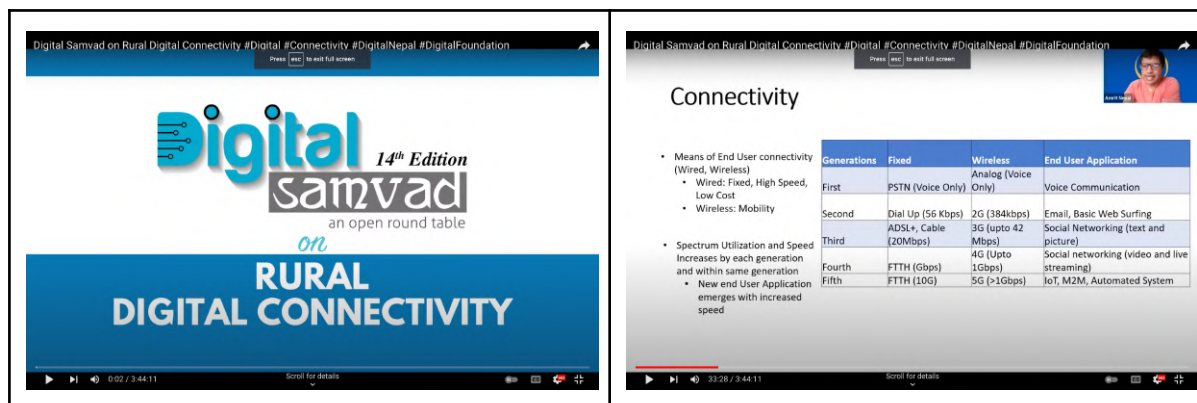 Digital Samvad on Rural Digital Connectivity #Digital #Connectivity #DigitalNepal #DigitalFoundation
Press esc to exit full screen
Digital
14th Edition
samvad
an open round table
on
RURAL
DIGITAL CONNECTIVITY
0:02 / 3:44:11
Scroll for details
Digital Samvad on Rural Digital Connectivity #Digital #Connectivity #DigitalNepal #DigitalFoundation
Press esc to exit full screen
Connectivity
• Means of End User connectivity
(Wired, Wireless)
• Wired: Fixed, High Speed,
Low Cost
• Wireless: Mobility
• Spectrum Utilization and Speed
Increases by each generation
and within same generation
• New end User Application
emerges with increased
speed
Generations Fixed Wireless End User Application
First PSTN (Voice Only) Analog (Voice Only) Voice Communication
Second Dial Up (56 Kbps) 2G (384kbps) Email, Basic Web Surfing
Third ADSL+, Cable (20Mbps) 3G (upto 42 Mbps) Social Networking (text and picture)
Fourth FTTH (Gbps) 4G (Upto 1Gbps) Social networking (video and live streaming)
Fifth FTTH (10G) 5G (>1Gbps) IoT, M2M, Automated System
33:28 / 3:44:11
Scroll for details